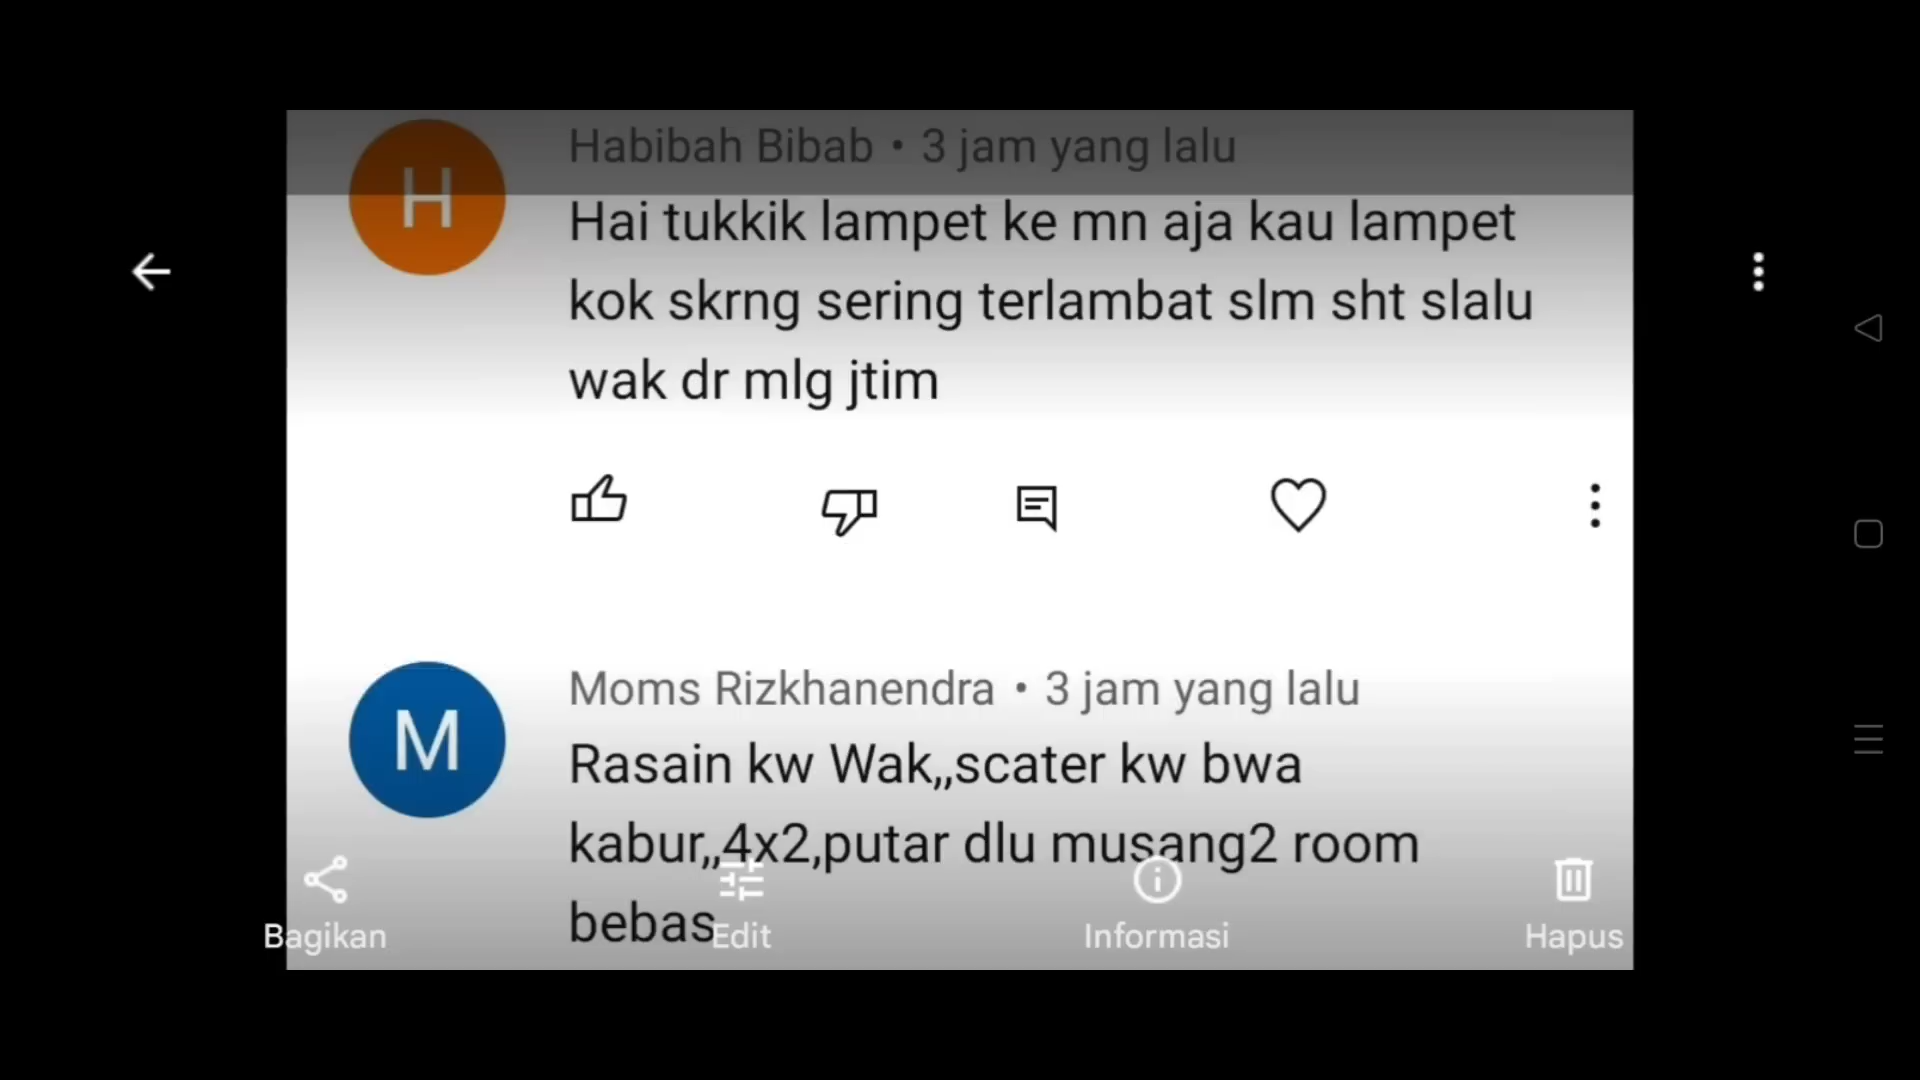 H
Habibah Bibab • 3 jam yang lalu
Hai tukkik lampet ke mn aja kau lampet
kok skrng sering terlambat slm sht slalu
wak dr mlg jtim
M
Moms Rizkhanendra • 3 jam yang lalu
Rasain kw Wak,,scater kw bwa
kabur,,4x2,putar dlu musang2 room
bebas
Bagikan
Edit
Informasi
Hapus